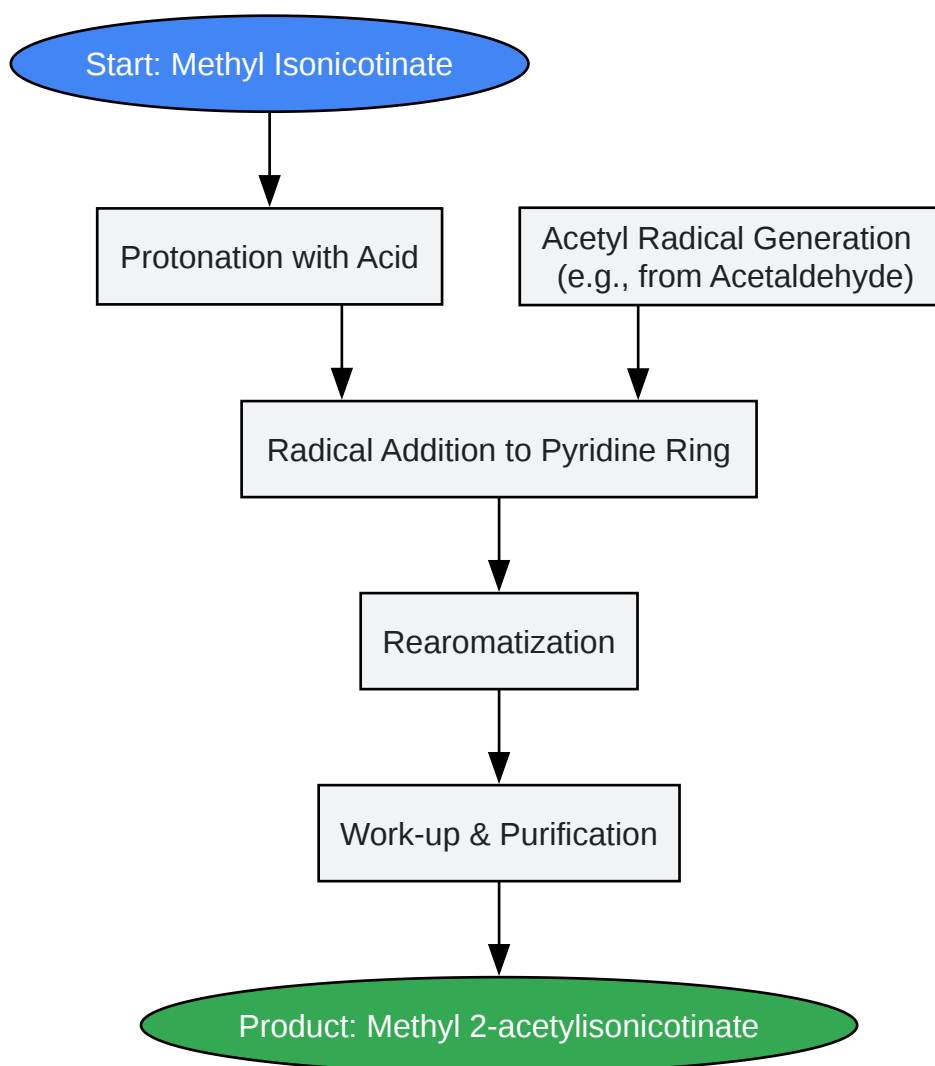 Start: Methyl Isonicotinate
Protonation with Acid
Acetyl Radical Generation
(e.g., from Acetaldehyde)
Radical Addition to Pyridine Ring
Rearomatization
Work-up & Purification
Product: Methyl 2-acetylisonicotinate